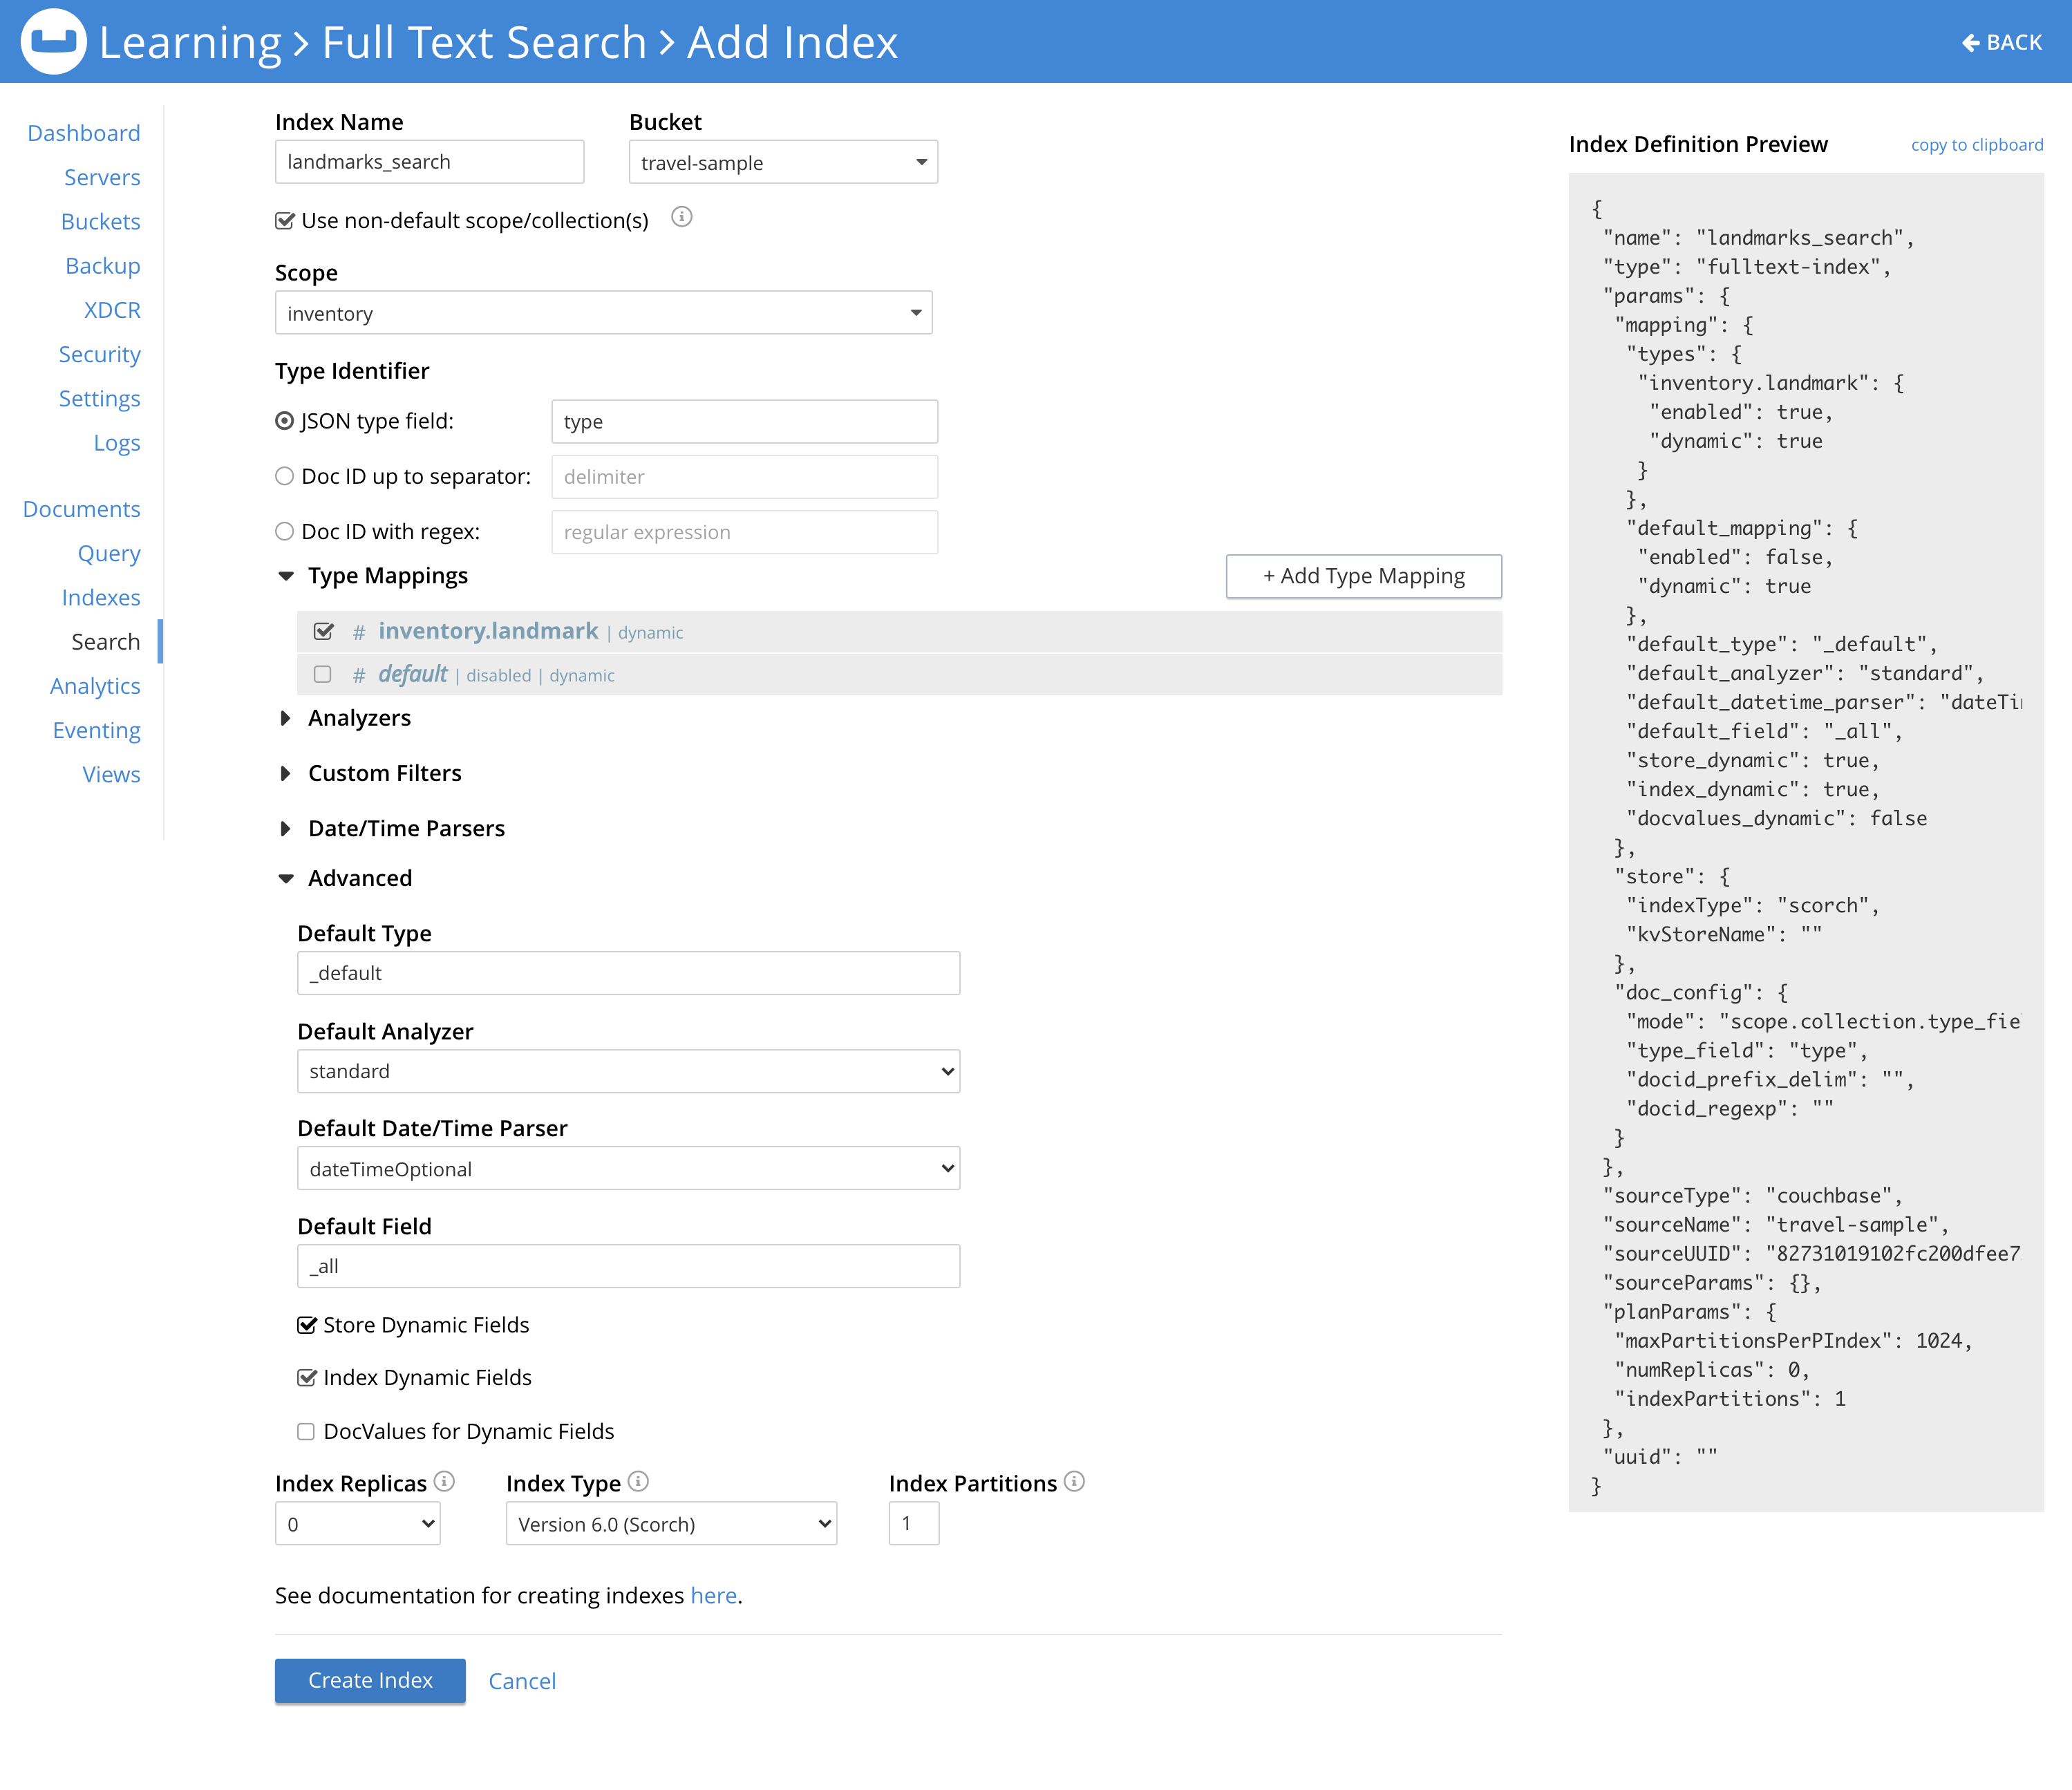 Learning > Full Text Search > Add Index
BACK
Dashboard
Servers
Buckets
Backup
XDCR
Security
Settings
Logs
Documents
Query
Indexes
Search
Analytics
Eventing
Views
Index Name
landmarks_search
Bucket
travel-sample
Use non-default scope/collection(s)
Scope
inventory
Type Identifier
JSON type field:
type
Doc ID up to separator:
delimiter
Doc ID with regex:
regular expression
Type Mappings
+ Add Type Mapping
# inventory.landmark | dynamic
# default | disabled | dynamic
Analyzers
Custom Filters
Date/Time Parsers
Advanced
Default Type
_default
Default Analyzer
standard
Default Date/Time Parser
dateTimeOptional
Default Field
_all
Store Dynamic Fields
Index Dynamic Fields
DocValues for Dynamic Fields
Index Replicas
0
Index Type
Version 6.0 (Scorch)
Index Partitions
1
See documentation for creating indexes here.
Create Index
Cancel
Index Definition Preview
copy to clipboard
{
"name": "landmarks_search",
"type": "fulltext-index",
"params": {
"mapping": {
"types": {
"inventory.landmark": {
"enabled": true,
"dynamic": true
}
},
"default_mapping": {
"enabled": false,
"dynamic": true
},
"default_type": "_default",
"default_analyzer": "standard",
"default_datetime_parser": "dateTi
"default_field": "_all",
"store_dynamic": true,
"index_dynamic": true,
"docvalues_dynamic": false
},
"store": {
"indexType": "scorch",
"kvStoreName": ""
},
"doc_config": {
"mode": "scope.collection.type_fie
"type_field": "type",
"docid_prefix_delim": "",
"docid_regexp": ""
}
},
"sourceType": "couchbase",
"sourceName": "travel-sample",
"sourceUUID": "82731019102fc200dfee7
"sourceParams": {},
"planParams": {
"maxPartitionsPerPIndex": 1024,
"numReplicas": 0,
"indexPartitions": 1
},
"uuid": ""
}